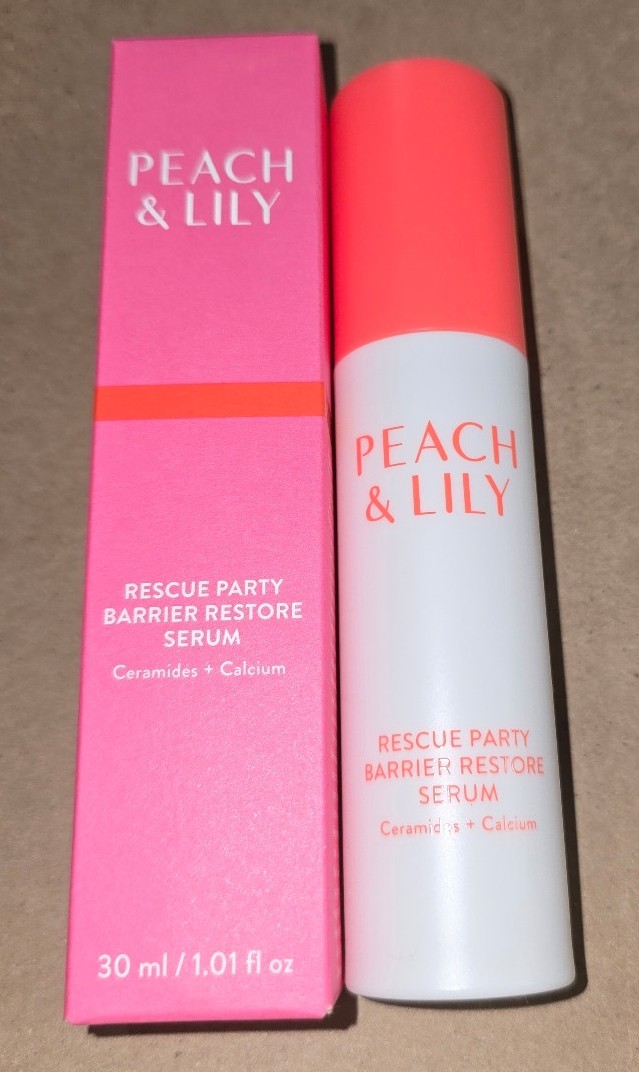 PEACH
& LILY
RESCUE PARTY
BARRIER RESTORE
SERUM
Ceramides + Calcium
30 ml / 1.01 fl oz
PEACH
& LILY
RESCUE PARTY
BARRIER RESTORE
SERUM
Ceramides + Calcium